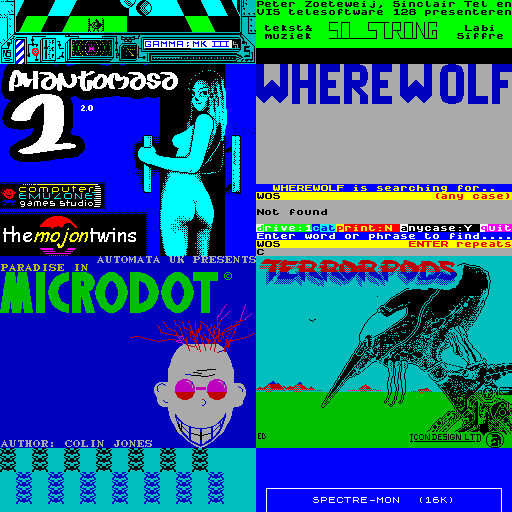 GAMMA:MK III
Peter Zoeteweij, Sinclair Tel en
VIS telesoftware 128 presenteren
tekst& muziek
SO STRONG
Labi Siffre
PHANTOMASA
2
2.0
computer
EMUZONE
games studio
themojontwins
WHEREWOLF
WHEREWOLF is searching for..
WOS (any case)
Not found
drive:1cat print:N anycase:Y quit
Enter word or phrase to find....
WOS ENTER repeats
C
AUTOMATA UK PRESENTS
PARADISE IN
MICRODOT ©
AUTHOR: COLIN JONES
TERRORPODS
ED
ICON DESIGN LTD
SPECTRE-MON (16K)